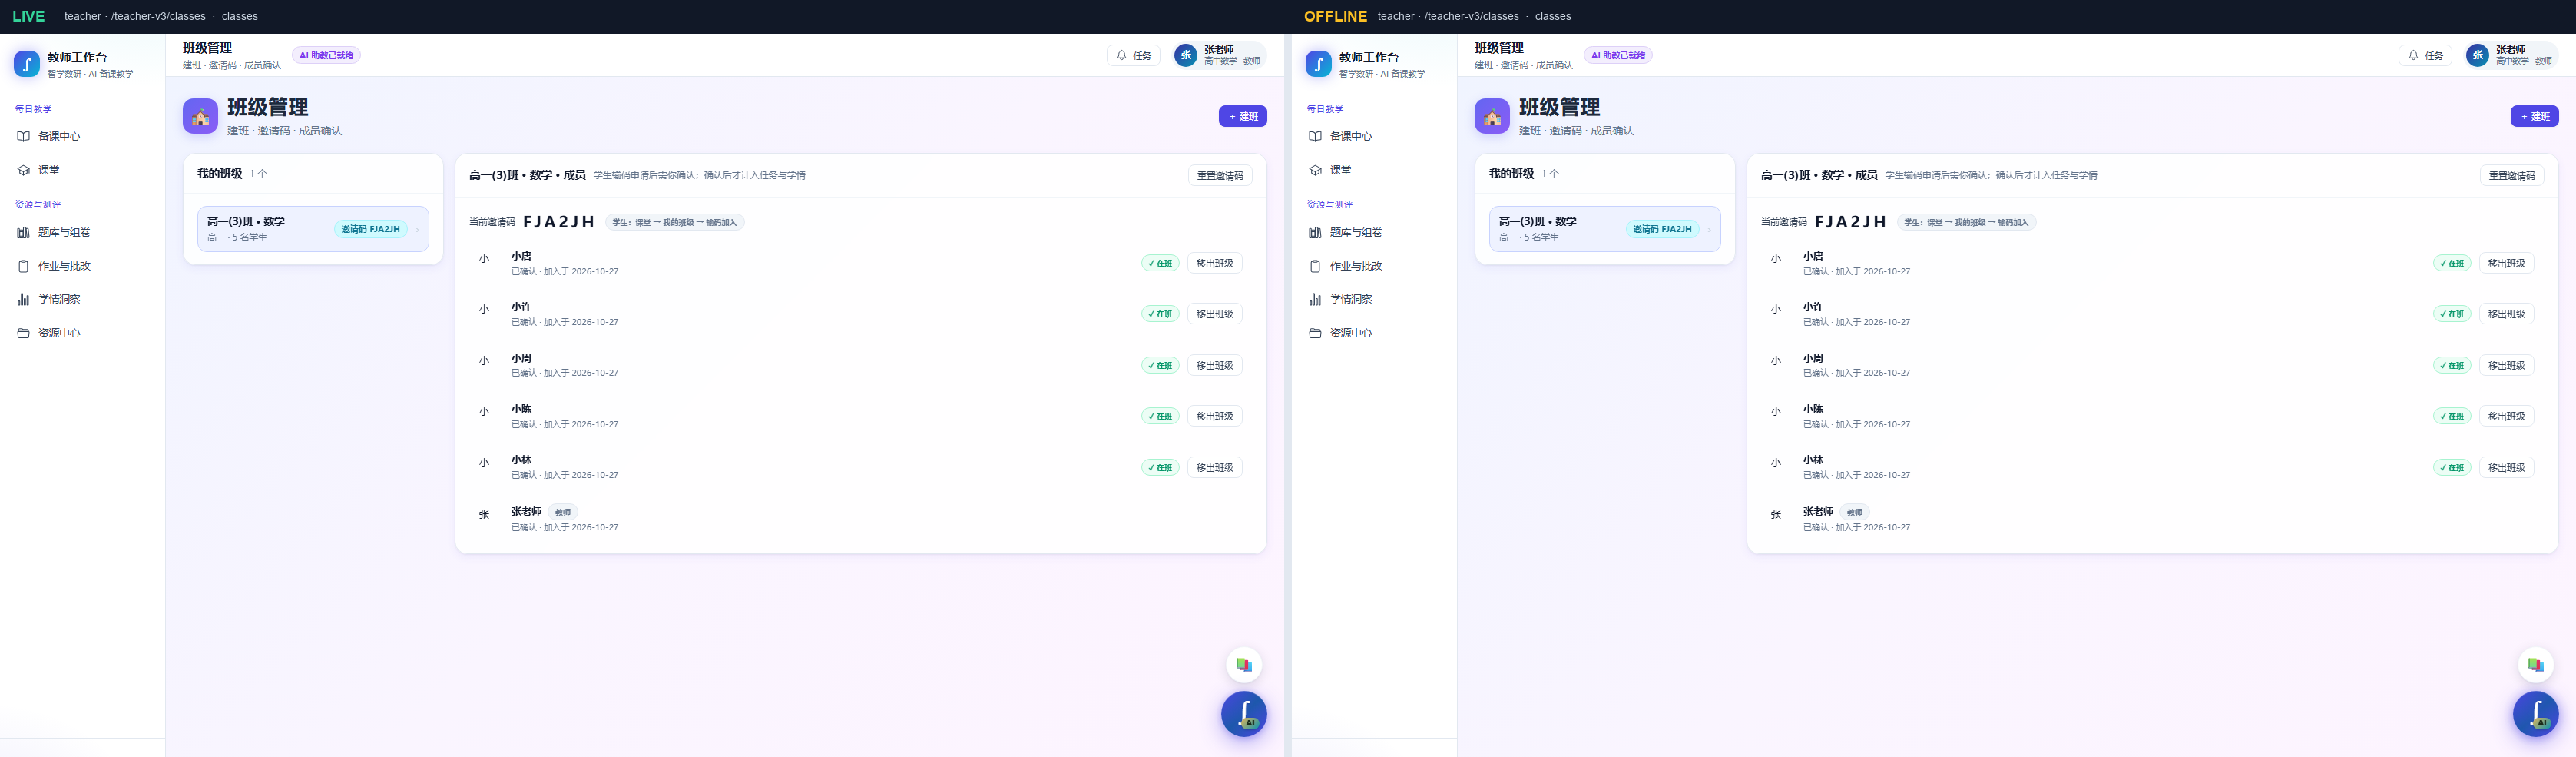 LIVE teacher · /teacher-v3/classes · classes
教师工作台
智学数研 · AI 备课教学
每日教学
备课中心
课堂
资源与测评
题库与组卷
作业与批改
学情洞察
资源中心
班级管理
建班 · 邀请码 · 成员确认
AI 助教已就绪
任务
张
张老师
高中数学 · 教师
班级管理
建班 · 邀请码 · 成员确认
+ 建班
我的班级 1 个
高一(3)班 • 数学
高一 · 5 名学生
邀请码 FJA2JH
高一(3)班 • 数学 • 成员 学生输码申请后需你确认；确认后才计入任务与学情
重置邀请码
当前邀请码 FJA2JH 学生：课堂 → 我的班级 → 输码加入
小 小唐
已确认 · 加入于 2026-10-27
✓ 在班 移出班级
小 小许
已确认 · 加入于 2026-10-27
✓ 在班 移出班级
小 小周
已确认 · 加入于 2026-10-27
✓ 在班 移出班级
小 小陈
已确认 · 加入于 2026-10-27
✓ 在班 移出班级
小 小林
已确认 · 加入于 2026-10-27
✓ 在班 移出班级
张 张老师 教师
已确认 · 加入于 2026-10-27
AI
OFFLINE teacher · /teacher-v3/classes · classes
教师工作台
智学数研 · AI 备课教学
每日教学
备课中心
课堂
资源与测评
题库与组卷
作业与批改
学情洞察
资源中心
班级管理
建班 · 邀请码 · 成员确认
AI 助教已就绪
任务
张
张老师
高中数学 · 教师
班级管理
建班 · 邀请码 · 成员确认
+ 建班
我的班级 1 个
高一(3)班 • 数学
高一 · 5 名学生
邀请码 FJA2JH
高一(3)班 • 数学 • 成员 学生输码申请后需你确认；确认后才计入任务与学情
重置邀请码
当前邀请码 FJA2JH 学生：课堂 → 我的班级 → 输码加入
小 小唐
已确认 · 加入于 2026-10-27
✓ 在班 移出班级
小 小许
已确认 · 加入于 2026-10-27
✓ 在班 移出班级
小 小周
已确认 · 加入于 2026-10-27
✓ 在班 移出班级
小 小陈
已确认 · 加入于 2026-10-27
✓ 在班 移出班级
小 小林
已确认 · 加入于 2026-10-27
✓ 在班 移出班级
张 张老师 教师
已确认 · 加入于 2026-10-27
AI